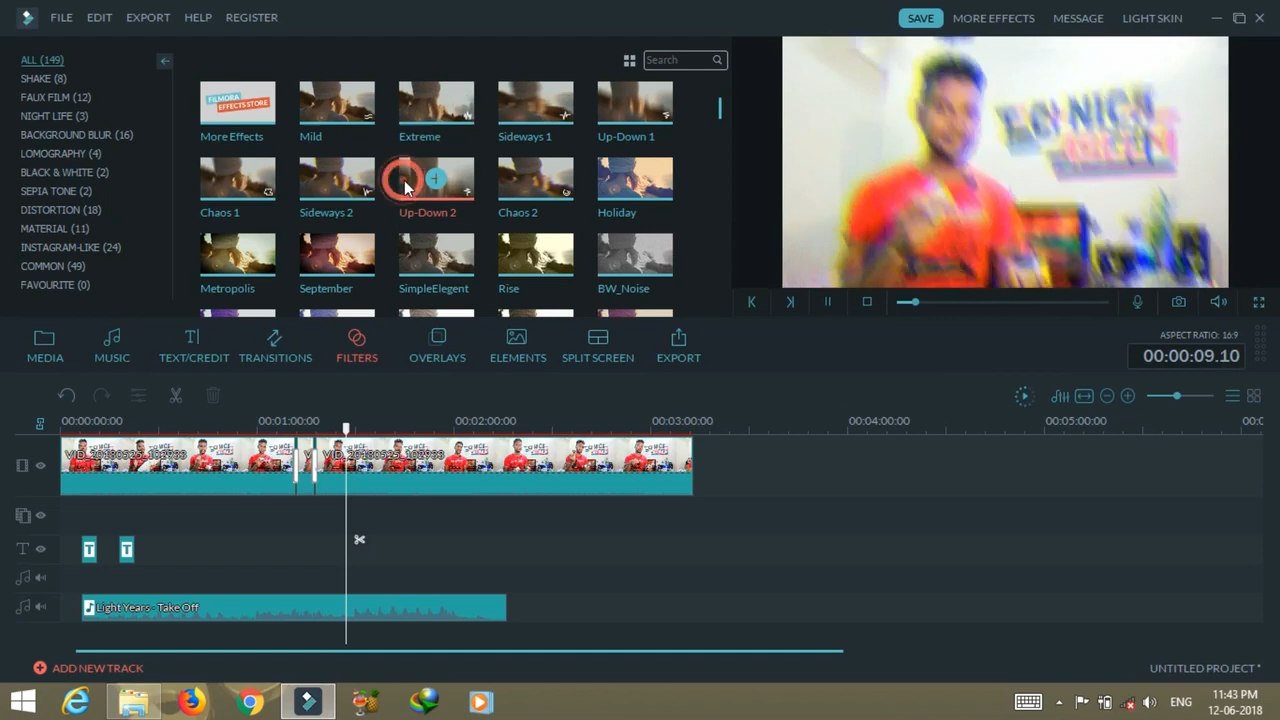 FILE EDIT EXPORT HELP REGISTER
SAVE MORE EFFECTS MESSAGE LIGHT SKIN
ALL (149)
SHAKE (8)
FAUX FILM (12)
NIGHT LIFE (3)
BACKGROUND BLUR (16)
LOMOGRAPHY (4)
BLACK & WHITE (2)
SEPIA TONE (2)
DISTORTION (18)
MATERIAL (11)
INSTAGRAM-LIKE (24)
COMMON (49)
FAVOURITE (0)
Search
FILMORA
EFFECTS STORE
More Effects Mild Extreme Sideways 1 Up-Down 1
Chaos 1 Sideways 2 Up-Down 2 Chaos 2 Holiday
Metropolis September SimpleElegent Rise BW_Noise
MEDIA MUSIC TEXT/CREDIT TRANSITIONS FILTERS OVERLAYS ELEMENTS SPLIT SCREEN EXPORT
ASPECT RATIO: 16:9
00:00:09.10
00:00:00:00 00:01:00:00 00:02:00:00 00:03:00:00 00:04:00:00 00:05:00:00
VID_20180525_102933 VID_20180525_102933
T T
Light Years - Take Off
ADD NEW TRACK
UNTITLED PROJECT *
ENG
11:43 PM
12-06-2018